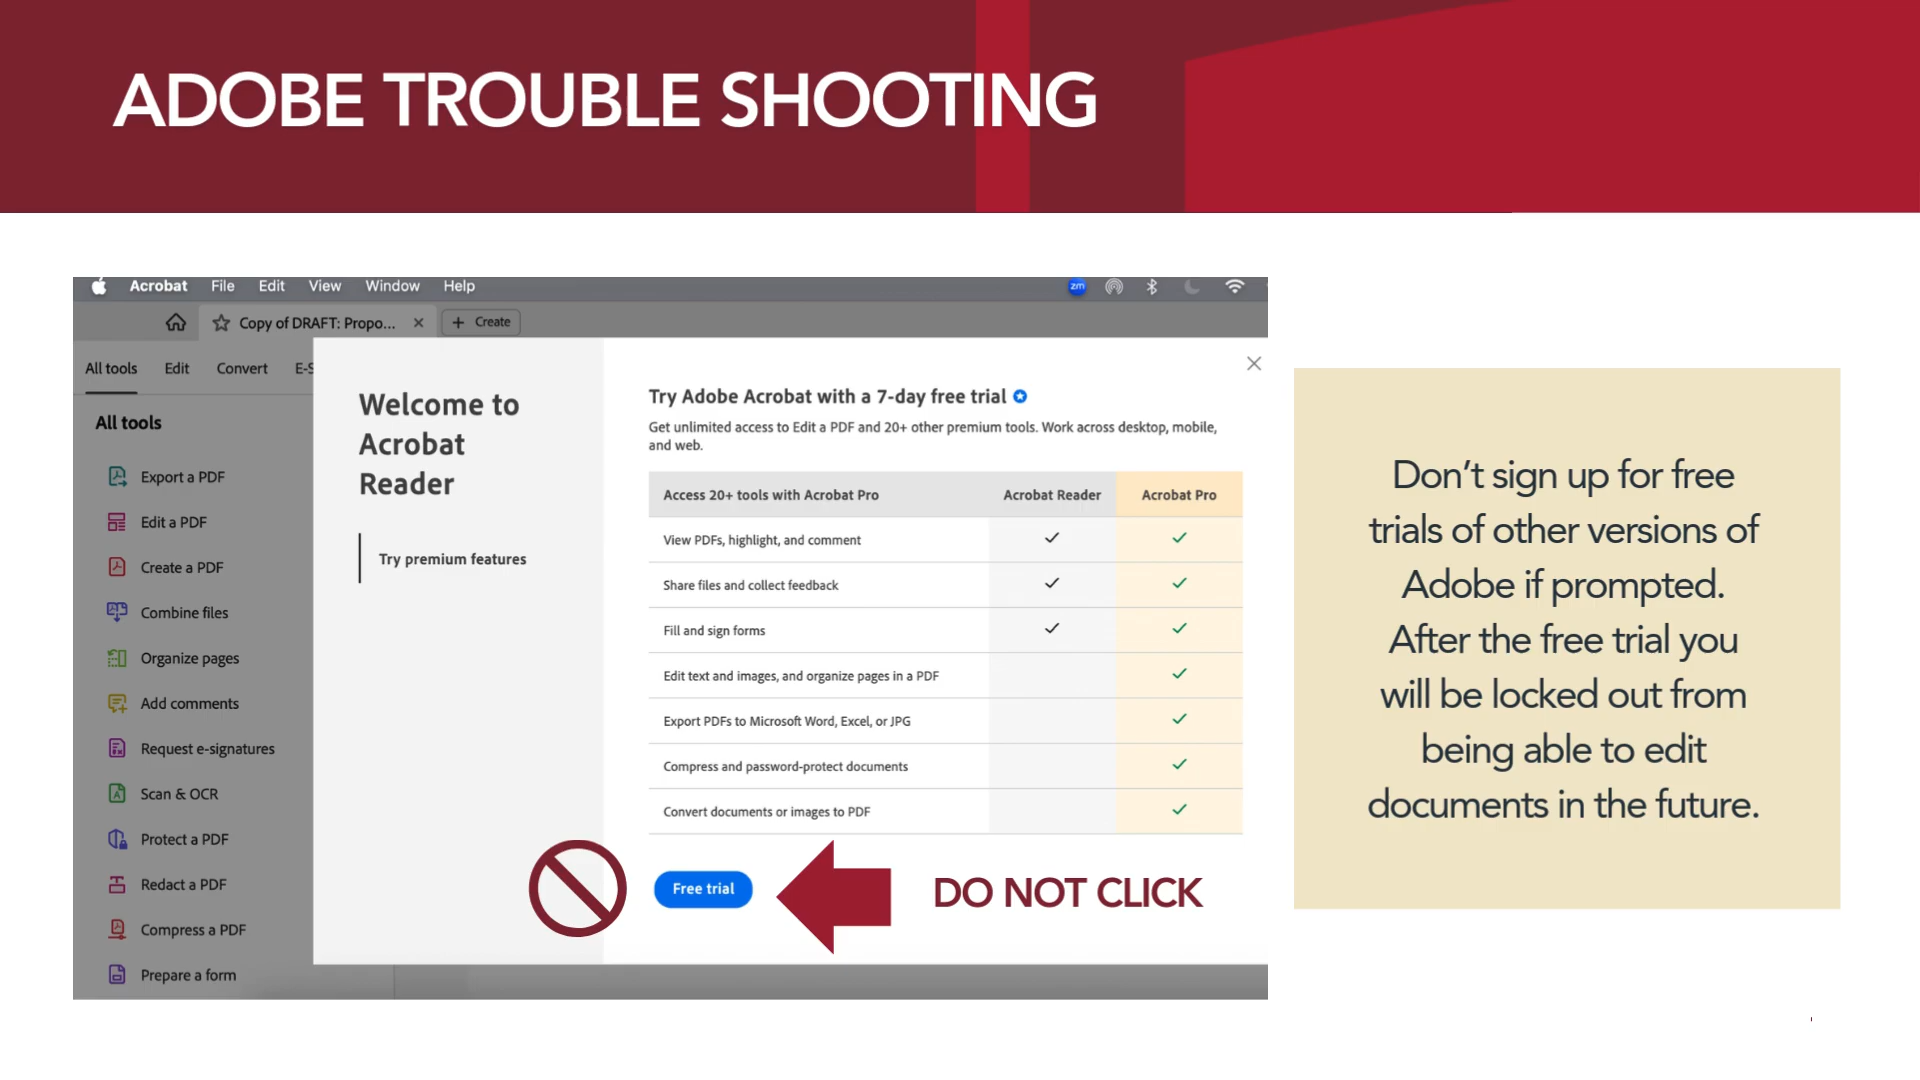 ADOBE TROUBLE SHOOTING
Acrobat File Edit View Window Help
zm
Copy of DRAFT: Propo...
+ Create
All tools Edit Convert E-S
All tools
Export a PDF
Edit a PDF
Create a PDF
Combine files
Organize pages
Add comments
Request e-signatures
Scan & OCR
Protect a PDF
Redact a PDF
Compress a PDF
Prepare a form
Welcome to
Acrobat
Reader
Try premium features
Try Adobe Acrobat with a 7-day free trial
Get unlimited access to Edit a PDF and 20+ other premium tools. Work across desktop, mobile,
and web.
Access 20+ tools with Acrobat Pro Acrobat Reader Acrobat Pro
View PDFs, highlight, and comment
Share files and collect feedback
Fill and sign forms
Edit text and images, and organize pages in a PDF
Export PDFs to Microsoft Word, Excel, or JPG
Compress and password-protect documents
Convert documents or images to PDF
Free trial
DO NOT CLICK
Don’t sign up for free
trials of other versions of
Adobe if prompted.
After the free trial you
will be locked out from
being able to edit
documents in the future.